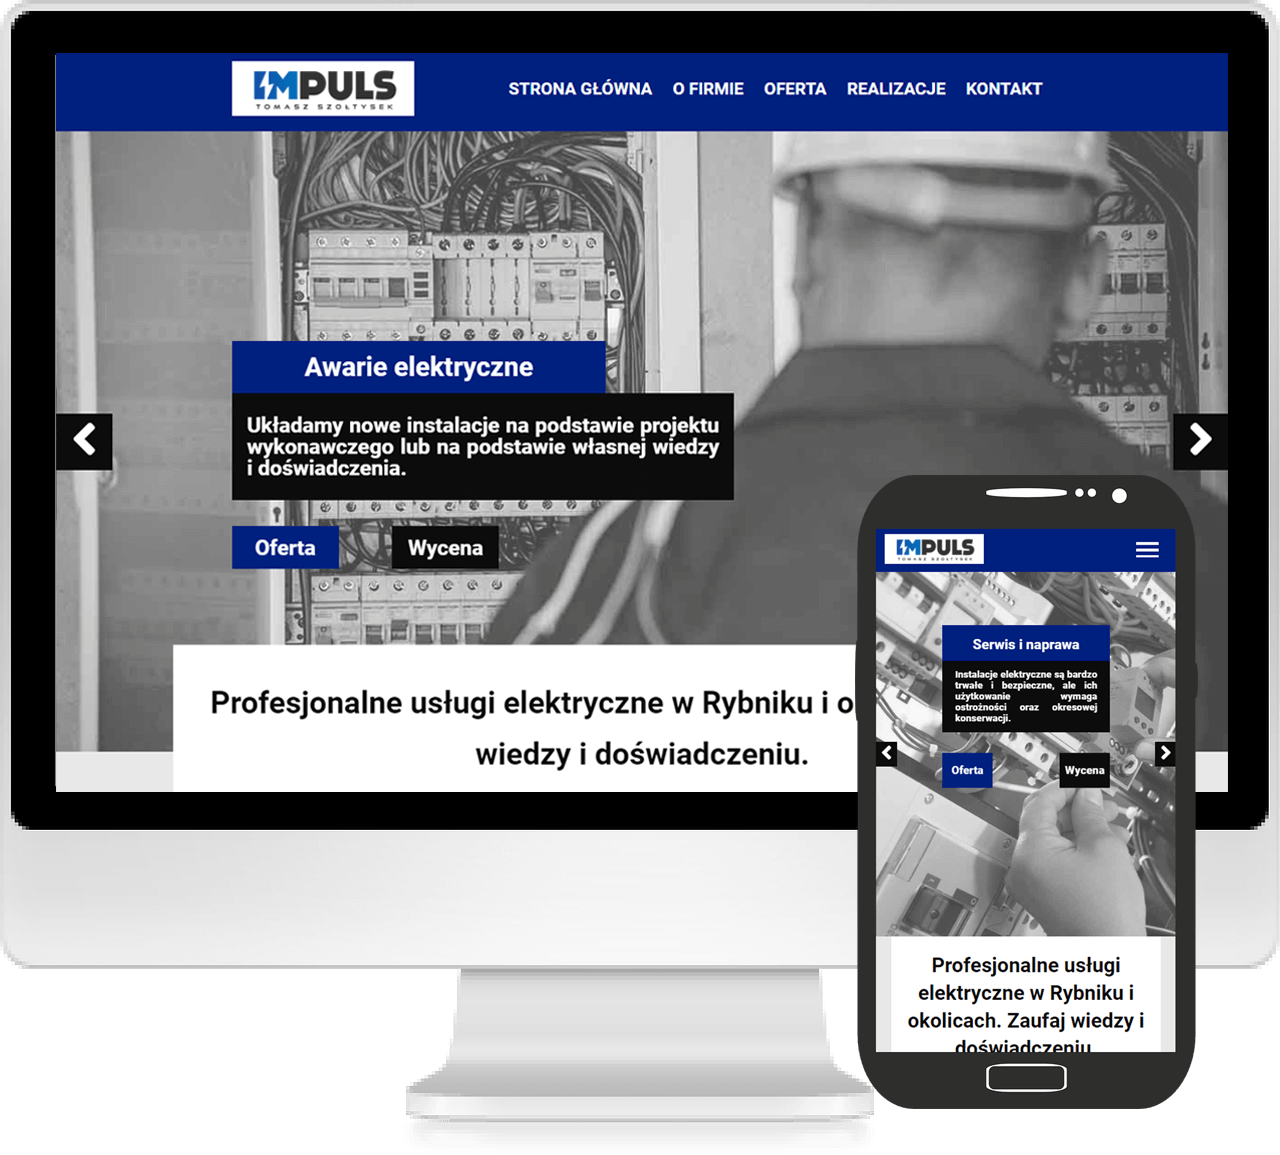 IMPULS
TOMASZ SZOŁTYSEK
STRONA GŁÓWNA O FIRMIE OFERTA REALIZACJE KONTAKT
Awarie elektryczne
Układamy nowe instalacje na podstawie projektu
wykonawczego lub na podstawie własnej wiedzy
i doświadczenia.
Oferta Wycena
Profesjonalne usługi elektryczne w Rybniku i o
wiedzy i doświadczeniu.
IMPULS
TOMASZ SZOŁTYSEK
Serwis i naprawa
Instalacje elektryczne są bardzo
trwałe i bezpieczne, ale ich
użytkowanie wymaga
ostrożności oraz okresowej
konserwacji.
Oferta Wycena
Profesjonalne usługi
elektryczne w Rybniku i
okolicach. Zaufaj wiedzy i
doświadczeniu